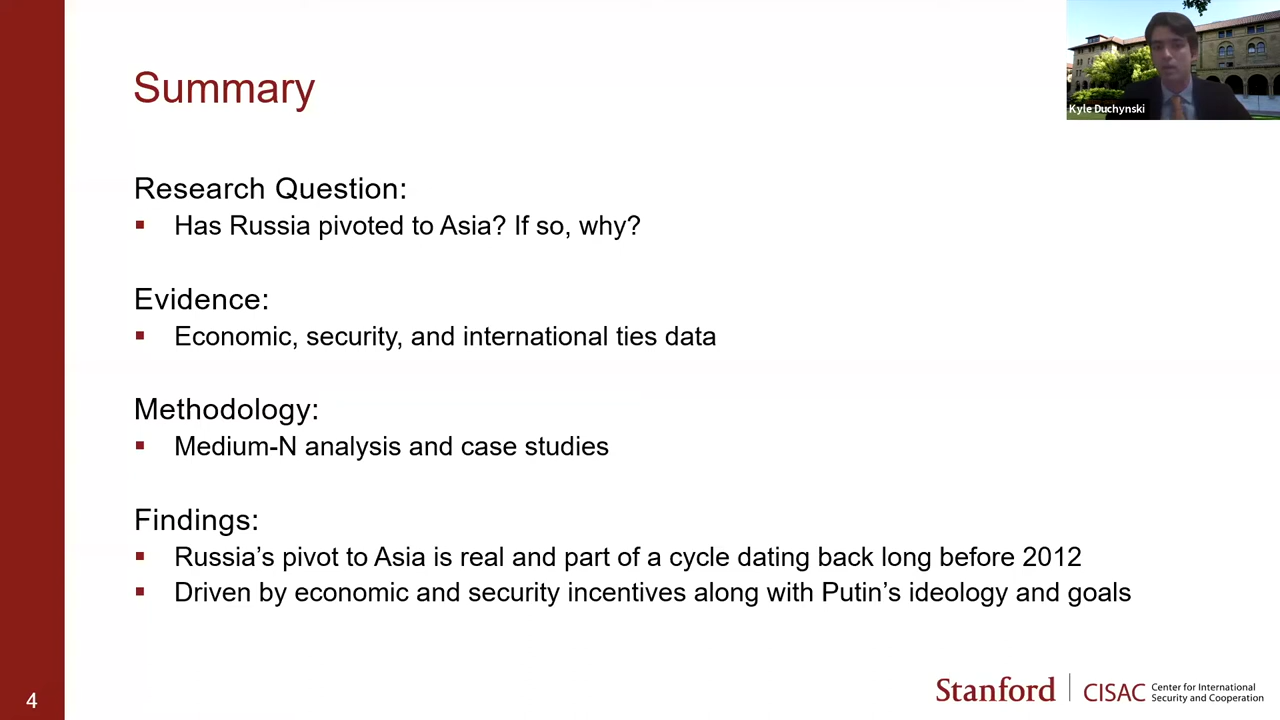 Summary
Kyle Duchynski
Research Question:
▪ Has Russia pivoted to Asia? If so, why?
Evidence:
▪ Economic, security, and international ties data
Methodology:
▪ Medium-N analysis and case studies
Findings:
▪ Russia’s pivot to Asia is real and part of a cycle dating back long before 2012
▪ Driven by economic and security incentives along with Putin’s ideology and goals
4
Stanford | CISAC Center for International
Security and Cooperation